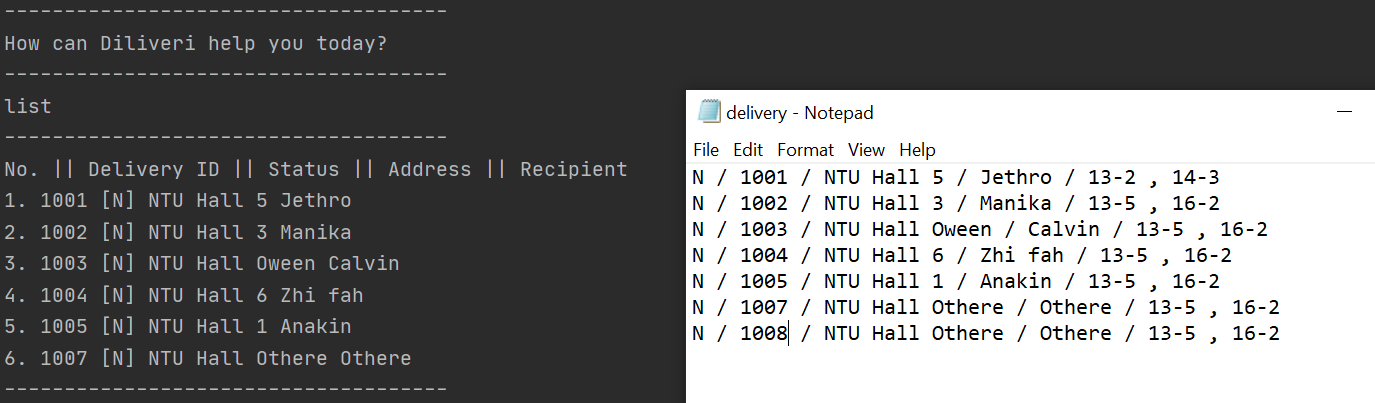 -------------------------------------
How can Diliveri help you today?
-------------------------------------
list
-------------------------------------
No. || Delivery ID || Status || Address || Recipient
1. 1001 [N] NTU Hall 5 Jethro
2. 1002 [N] NTU Hall 3 Manika
3. 1003 [N] NTU Hall Oween Calvin
4. 1004 [N] NTU Hall 6 Zhi fah
5. 1005 [N] NTU Hall 1 Anakin
6. 1007 [N] NTU Hall Othere Othere
-------------------------------------
delivery - Notepad
File Edit Format View Help
N / 1001 / NTU Hall 5 / Jethro / 13-2 , 14-3
N / 1002 / NTU Hall 3 / Manika / 13-5 , 16-2
N / 1003 / NTU Hall Oween / Calvin / 13-5 , 16-2
N / 1004 / NTU Hall 6 / Zhi fah / 13-5 , 16-2
N / 1005 / NTU Hall 1 / Anakin / 13-5 , 16-2
N / 1007 / NTU Hall Othere / Othere / 13-5 , 16-2
N / 1008 / NTU Hall Othere / Othere / 13-5 , 16-2